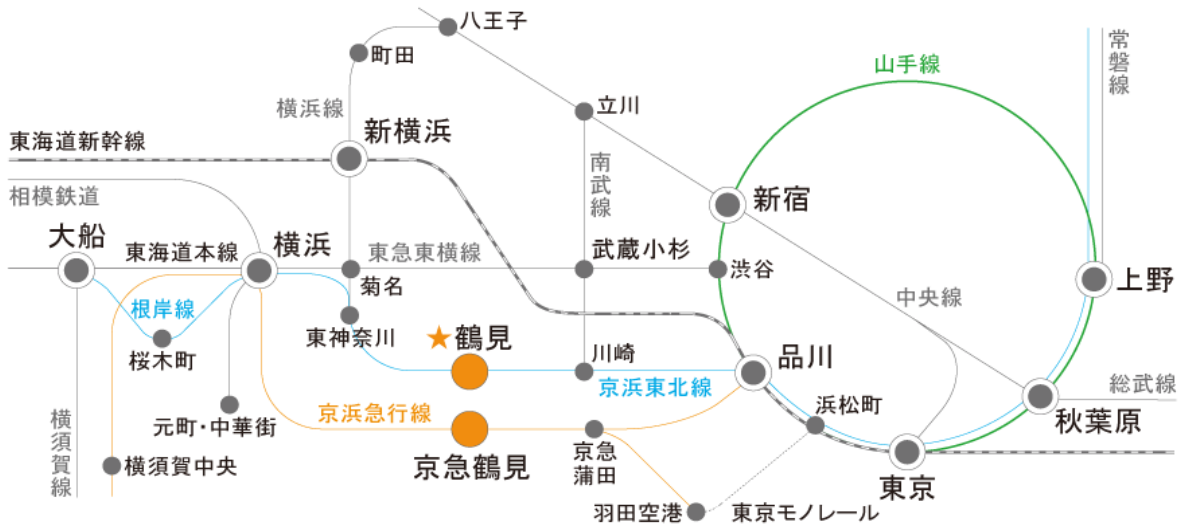 八王子
町田
常磐線
山手線
横浜線
立川
東海道新幹線
新横浜
南武線
相模鉄道
新宿
大船
東海道本線
横浜
東急東横線
武蔵小杉
渋谷
上野
菊名
中央線
根岸線
東神奈川
★鶴見
川崎
品川
桜木町
京浜東北線
総武線
浜松町
秋葉原
元町・中華街
京浜急行線
横須賀線
横須賀中央
京急鶴見
京急
蒲田
東京
羽田空港
東京モノレール